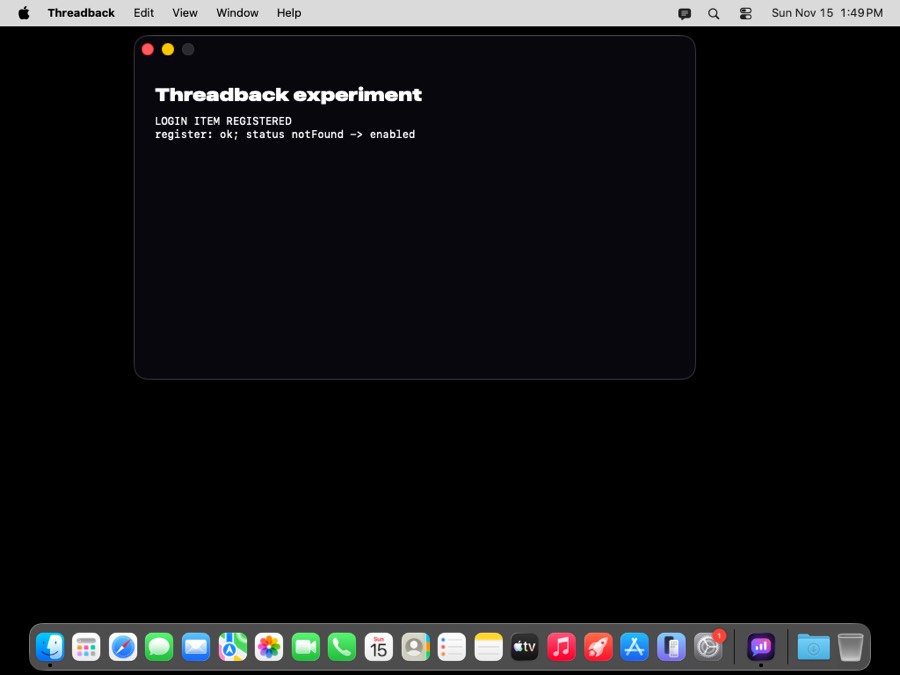 Threadback Edit View Window Help Sun Nov 15 1:49 PM
Threadback experiment
LOGIN ITEM REGISTERED
register: ok; status notFound -> enabled
Sun
15
tv
1